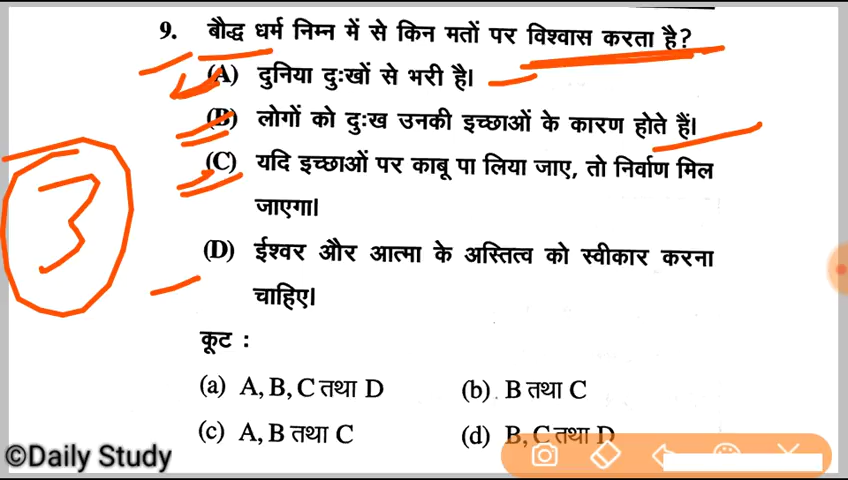 9. बौद्ध धर्म निम्न में से किन मतों पर विश्वास करता है?
(A) दुनिया दुःखों से भरी है।
(B) लोगों को दुःख उनकी इच्छाओं के कारण होते हैं।
(C) यदि इच्छाओं पर काबू पा लिया जाए, तो निर्वाण मिल
जाएगा।
(D) ईश्वर और आत्मा के अस्तित्व को स्वीकार करना
चाहिए।
3
कूट :
(a) A, B, C तथा D (b) B तथा C
(c) A, B तथा C (d) B, C तथा D
©Daily Study